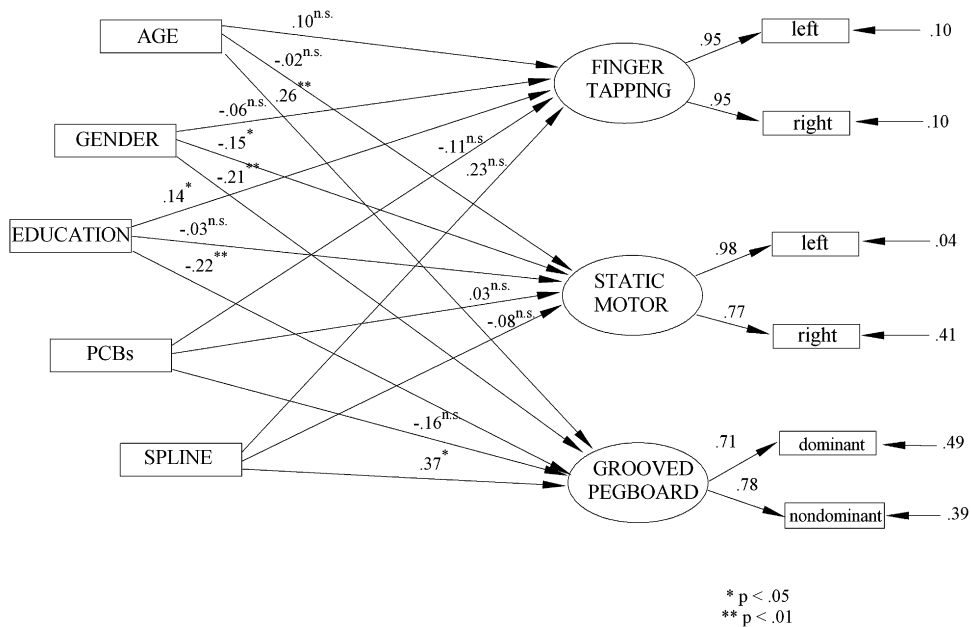 AGE
.10n.s.
-.02n.s.
.26**
FINGER
TAPPING
.95
left
.10
.95
right
.10
GENDER
-.06n.s.
-.15*
-.21**
-.11n.s.
.23n.s.
EDUCATION
.14*
-.03n.s.
-.22**
STATIC
MOTOR
.98
left
.04
.77
right
.41
PCBs
.03n.s.
-.08n.s.
-.16n.s.
SPLINE
.37*
GROOVED
PEGBOARD
.71
dominant
.49
.78
nondominant
.39
* p < .05
** p < .01